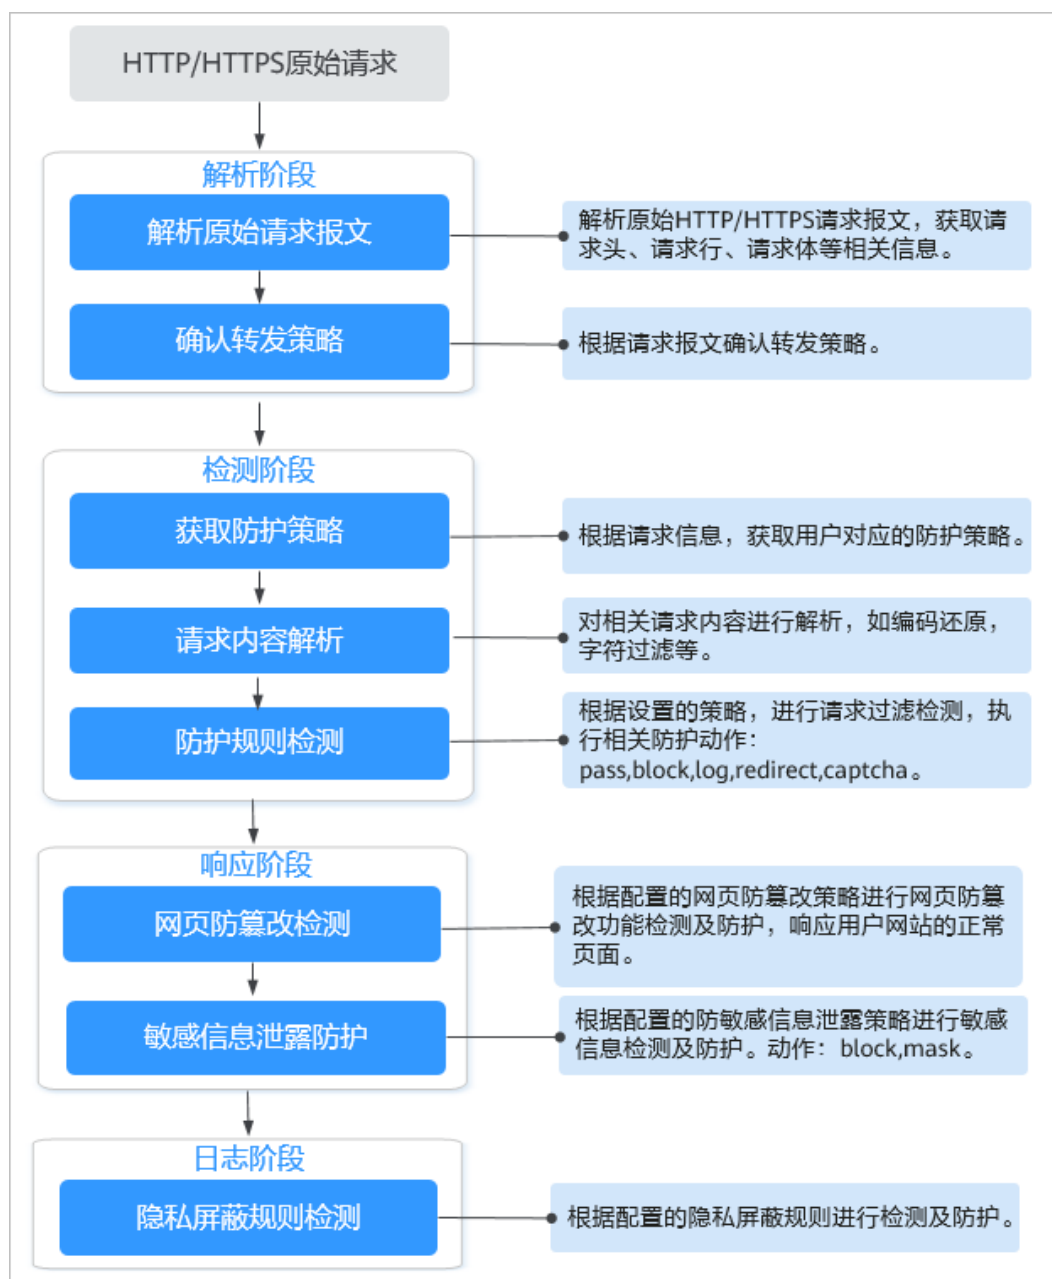 HTTP/HTTPS原始请求
解析阶段
解析原始请求报文
解析原始HTTP/HTTPS请求报文，获取请
求头、请求行、请求体等相关信息。
确认转发策略
根据请求报文确认转发策略。
检测阶段
获取防护策略
根据请求信息，获取用户对应的防护策略。
请求内容解析
对相关请求内容进行解析，如编码还原，
字符过滤等。
防护规则检测
根据设置的策略，进行请求过滤检测，执
行相关防护动作：
pass,block,log,redirect,captcha。
响应阶段
网页防篡改检测
根据配置的网页防篡改策略进行网页防篡
改功能检测及防护，响应用户网站的正常
页面。
敏感信息泄露防护
根据配置的防敏感信息泄露策略进行敏感
信息检测及防护。动作：block,mask。
日志阶段
隐私屏蔽规则检测
根据配置的隐私屏蔽规则进行检测及防护。